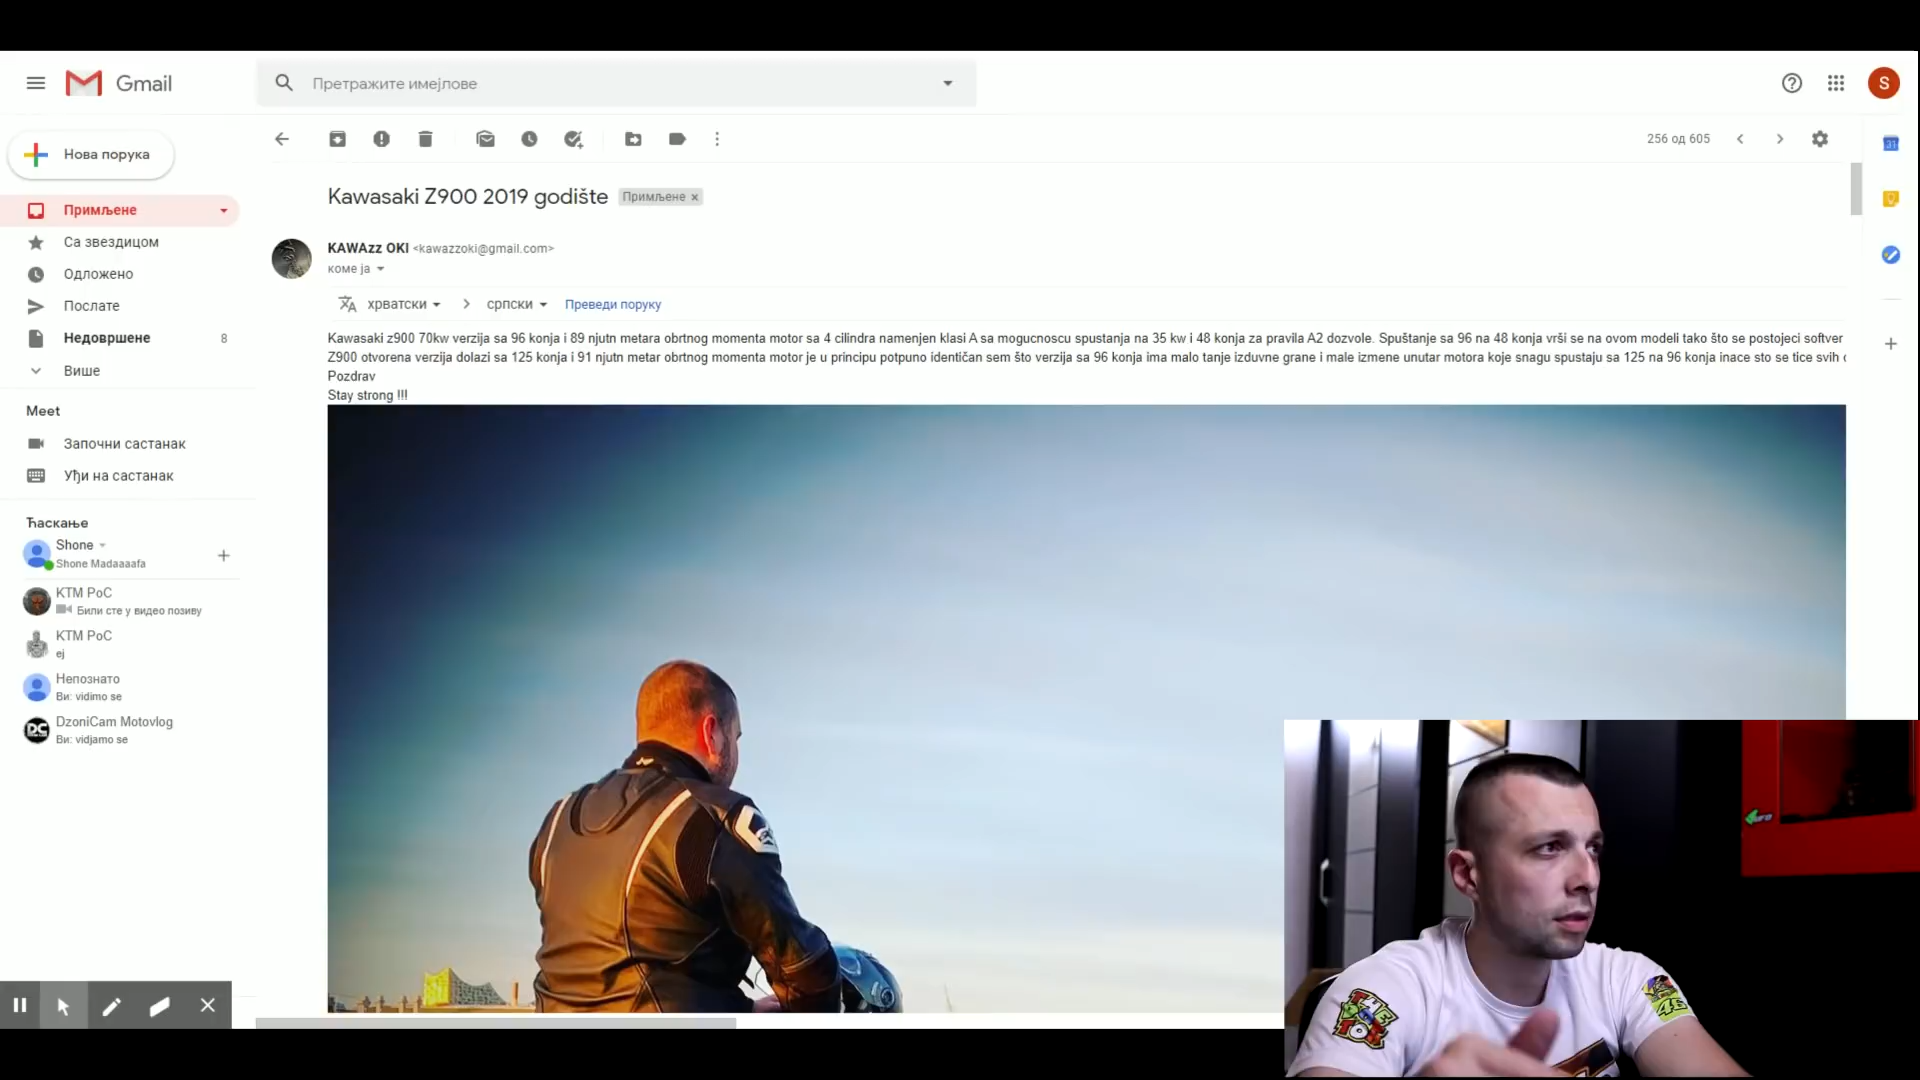 Gmail
Претражите имејлове
S
Нова порука
256 од 605
31
Примљене
Са звездицом
Одложено
Послате
Недовршене 8
Више
Meet
Започни састанак
Уђи на састанак
Ћаскање
Shone
Shone Madaaaafa
KTM PoC
Били сте у видео позиву
KTM PoC
ej
Непознато
Ви: vidimo se
DC
DzoniCam Motovlog
Ви: vidjamo se
Kawasaki Z900 2019 godište Примљене x
KAWAzz OKI <kawazzoki@gmail.com>
коме ја
хрватски > српски Преведи поруку
Kawasaki z900 70kw verzija sa 96 konja i 89 njutn metara obrtnog momenta motor sa 4 cilindra namenjen klasi A sa mogucnoscu spustanja na 35 kw i 48 konja za pravila A2 dozvole. Spuštanje sa 96 na 48 konja vrši se na ovom modeli tako što se postojeci softver
Z900 otvorena verzija dolazi sa 125 konja i 91 njutn metar obrtnog momenta motor je u principu potpuno identičan sem što verzija sa 96 konja ima malo tanje izduvne grane i male izmene unutar motora koje snagu spustaju sa 125 na 96 konja inace sto se tice svih
Pozdrav
Stay strong !!!
46